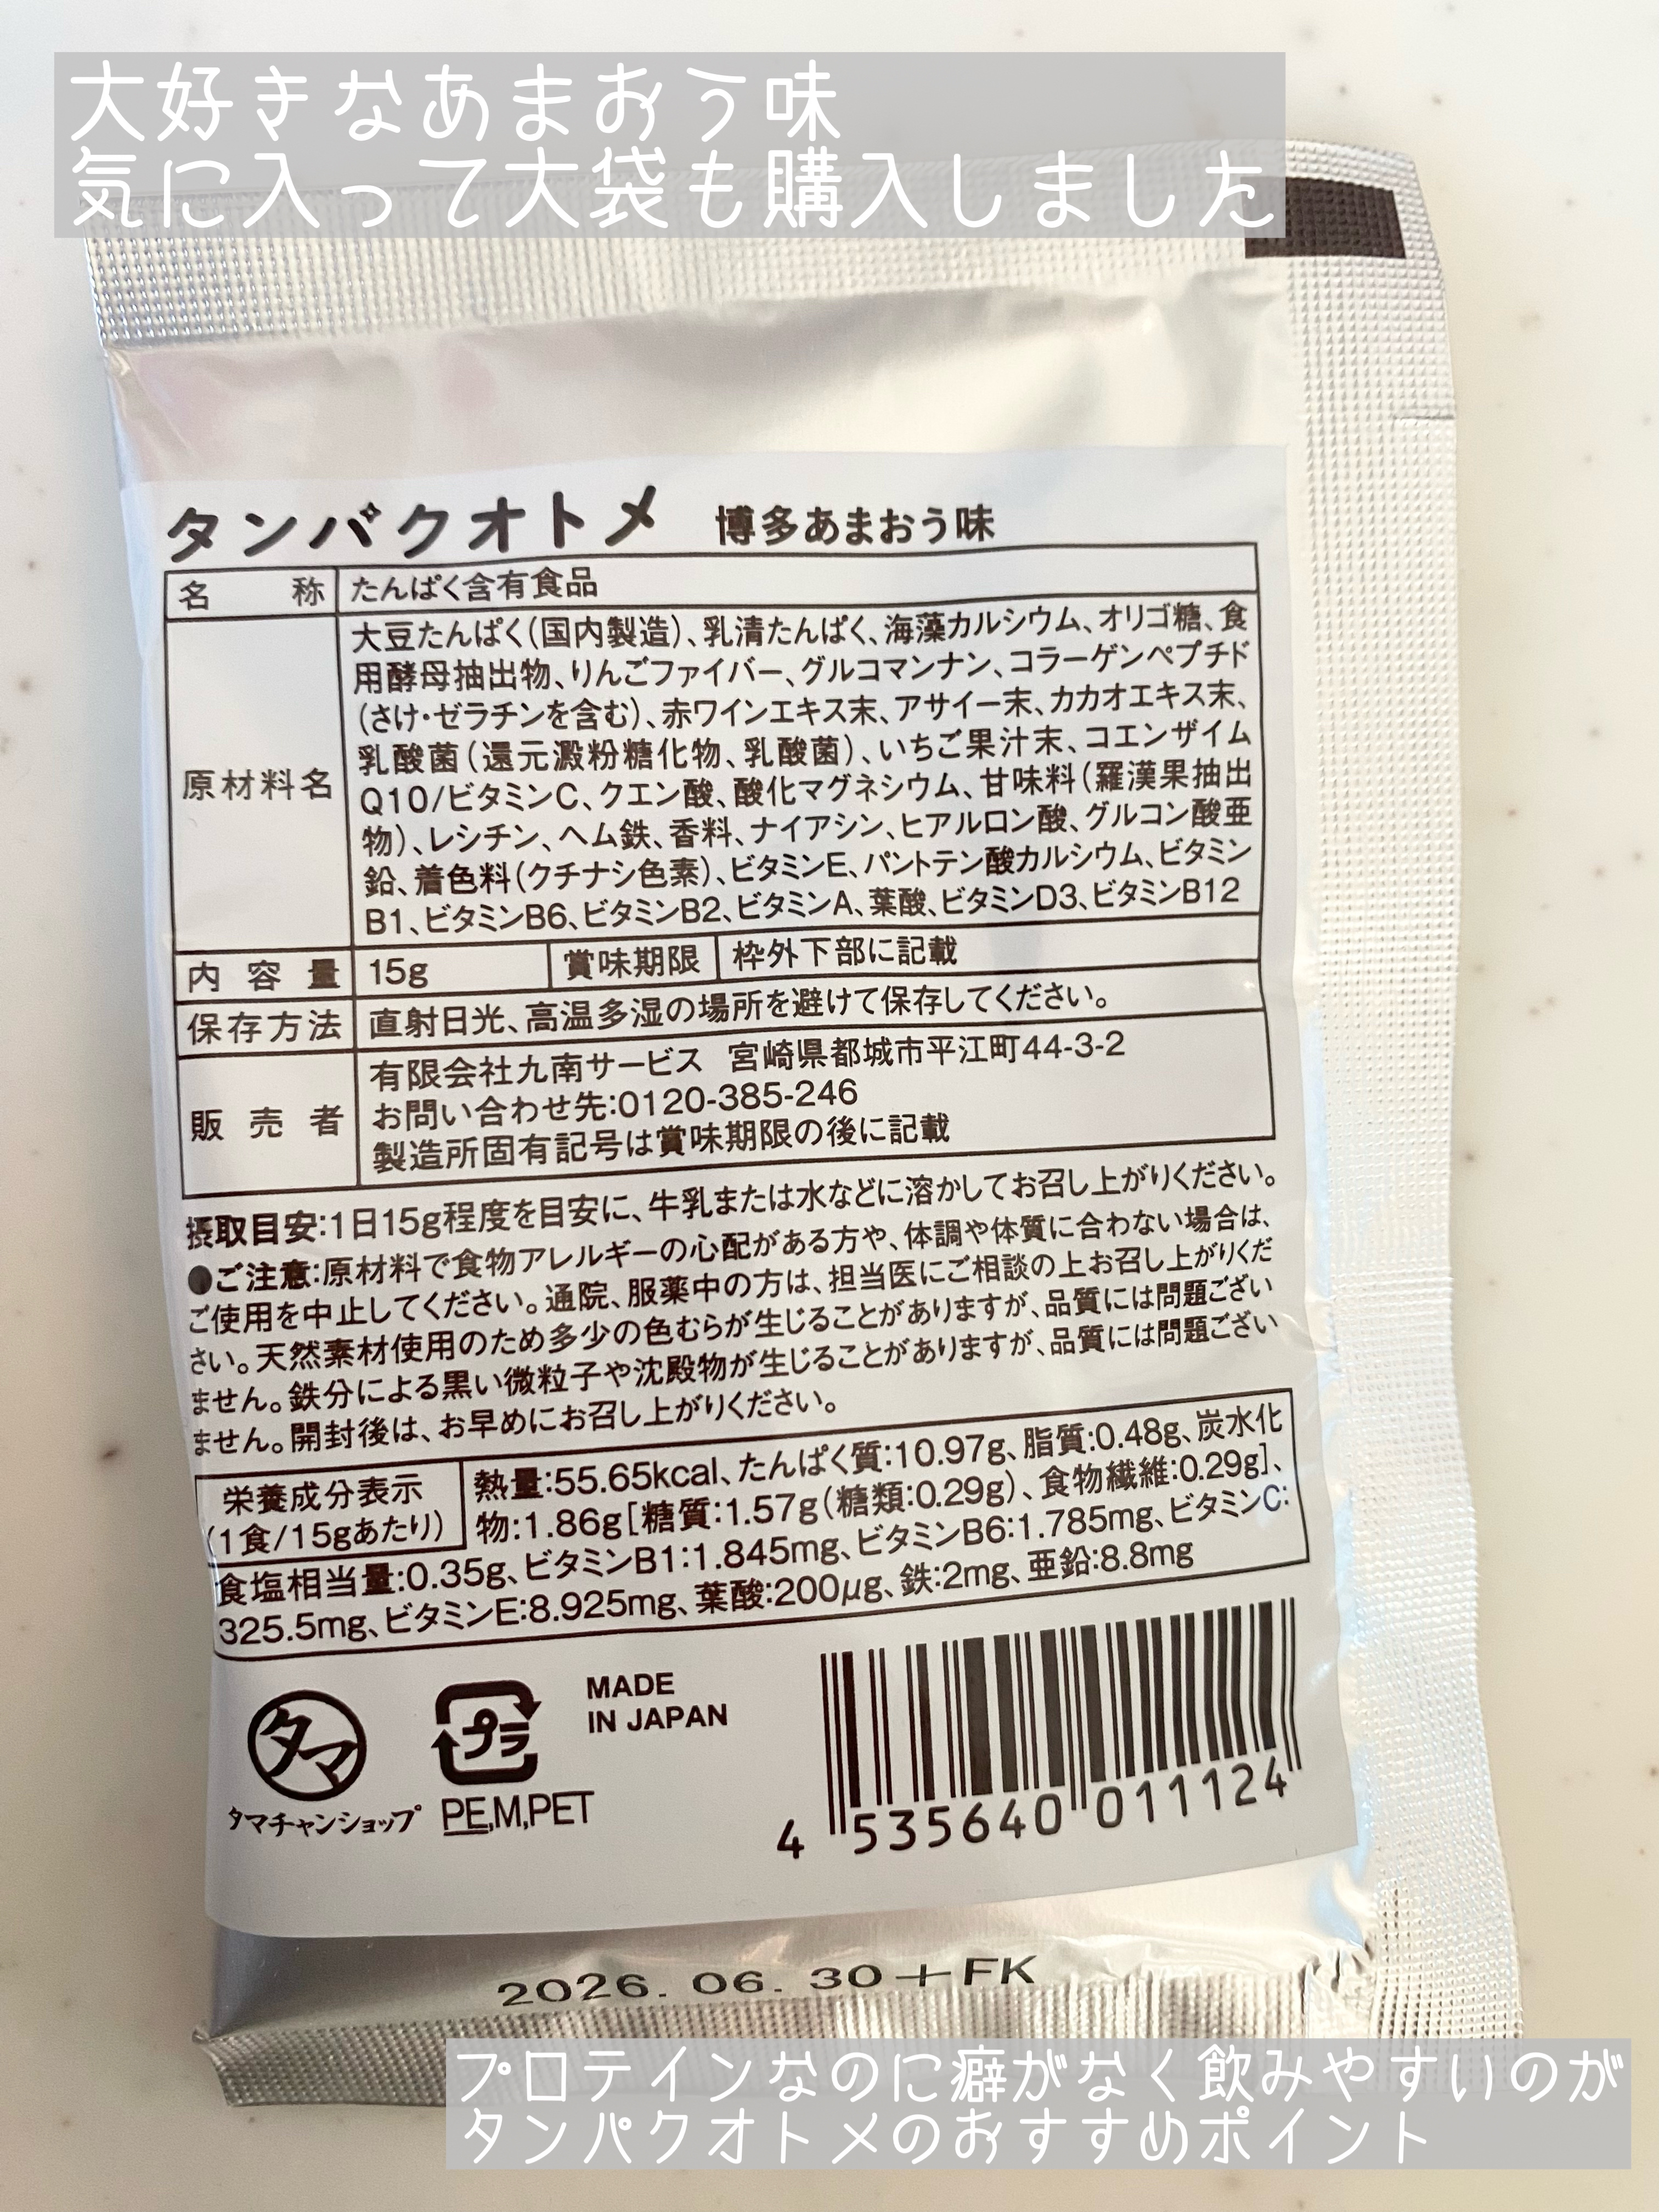 大好きなあまおう味
気に入って大袋も購入しました
タンパクオトメ 博多あまおう味
名称 たんぱく含有食品
原材料名
大豆たんぱく(国内製造)、乳清たんぱく、海藻カルシウム、オリゴ糖、食
用酵母抽出物、りんごファイバー、グルコマンナン、コラーゲンペプチド
(さけ・ゼラチンを含む)、赤ワインエキス末、アサイー末、カカオエキス末、
乳酸菌(還元澱粉糖化物、乳酸菌)、いちご果汁末、コエンザイム
Q10/ビタミンC、クエン酸、酸化マグネシウム、甘味料(羅漢果抽出
物)、レシチン、ヘム鉄、香料、ナイアシン、ヒアルロン酸、グルコン酸亜
鉛、着色料(クチナシ色素)、ビタミンE、パントテン酸カルシウム、ビタミン
B1、ビタミンB6、ビタミンB2、ビタミンA、葉酸、ビタミンD3、ビタミンB12
内容量 15g 賞味期限 枠外下部に記載
保存方法 直射日光、高温多湿の場所を避けて保存してください。
販売者
有限会社九南サービス 宮崎県都城市平江町44-3-2
お問い合わせ先:0120-385-246
製造所固有記号は賞味期限の後に記載
摂取目安:1日15g程度を目安に、牛乳または水などに溶かしてお召し上がりください。
●ご注意:原材料で食物アレルギーの心配がある方や、体調や体質に合わない場合は、
ご使用を中止してください。通院、服薬中の方は、担当医にご相談の上お召し上がりくだ
さい。天然素材使用のため多少の色むらが生じることがありますが、品質には問題ござい
ません。鉄分による黒い微粒子や沈殿物が生じることがありますが、品質には問題ござい
ません。開封後は、お早めにお召し上がりください。
栄養成分表示
(1食/15gあたり)
熱量:55.65kcal、たんぱく質:10.97g、脂質:0.48g、炭水化
物:1.86g[糖質:1.57g(糖類:0.29g)、食物繊維:0.29g]、
食塩相当量:0.35g、ビタミンB1:1.845mg、ビタミンB6:1.785mg、ビタミンC:
325.5mg、ビタミンE:8.925mg、葉酸:200μg、鉄:2mg、亜鉛:8.8mg
タマ
タマチャンショップ
プラ
PE,M,PET
MADE
IN JAPAN
4 535640 011124
2026. 06. 30+FK
プロテインなのに癖がなく飲みやすいのが
タンパクオトメのおすすめポイント